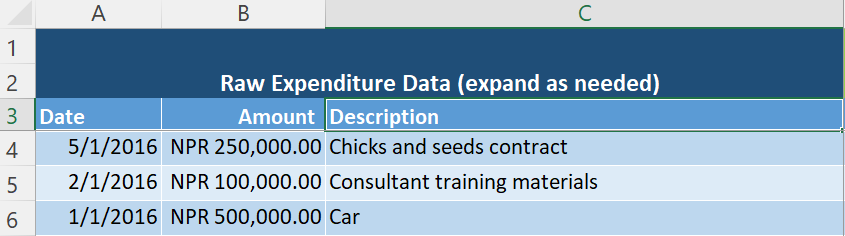 A B C
1
2 Raw Expenditure Data (expand as needed)
3 Date Amount Description
4 5/1/2016 NPR 250,000.00 Chicks and seeds contract
5 2/1/2016 NPR 100,000.00 Consultant training materials
6 1/1/2016 NPR 500,000.00 Car